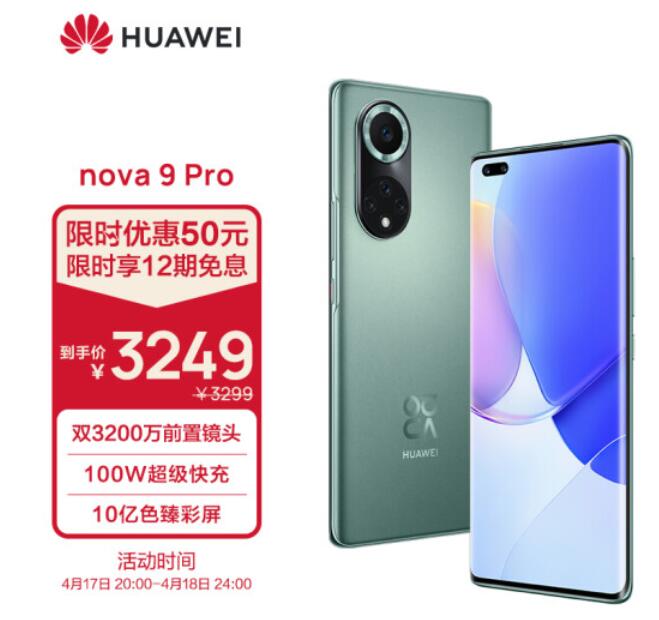 HUAWEI
nova 9 Pro
限时优惠50元
限时享12期免息
到手价
¥3249
¥3299
双3200万前置镜头
100W超级快充
10亿色臻彩屏
活动时间
4月17日 20:00-4月18日 24:00
HUAWEI